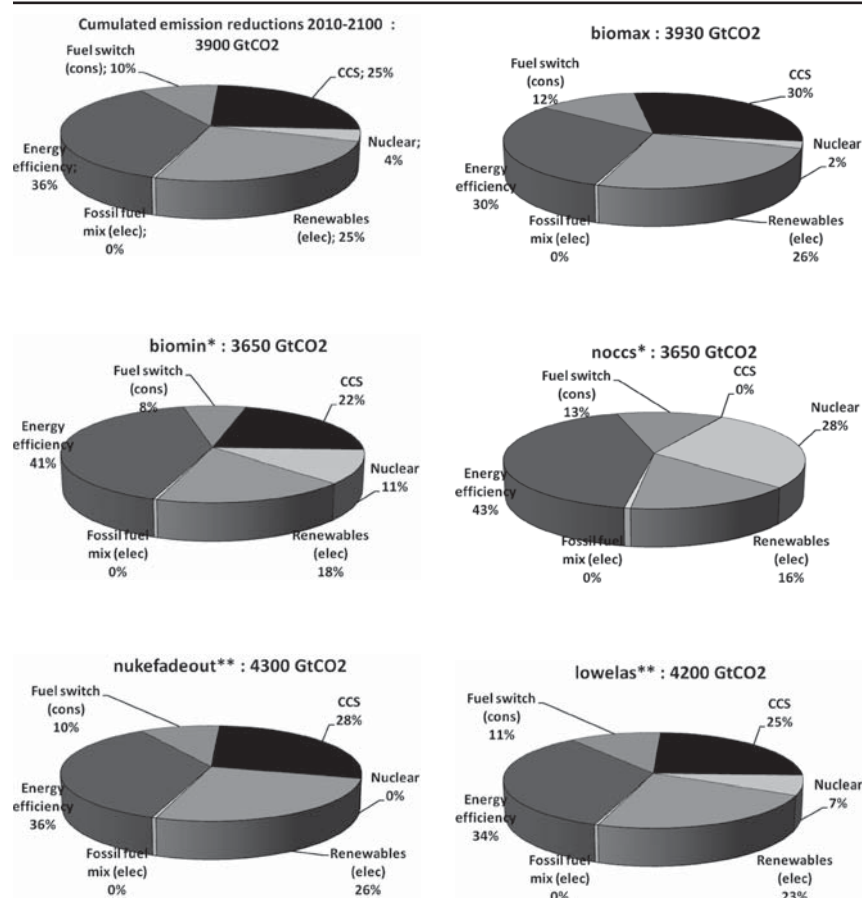 Cumulated emission reductions 2010-2100 :
3900 GtCO2
Fuel switch
(cons); 10%
CCS; 25%
Nuclear;
4%
Energy
efficiency;
36%
Fossil fuel
mix (elec);
0%
Renewables
(elec); 25%
biomax : 3930 GtCO2
Fuel switch
(cons)
12%
CCS
30%
Nuclear
2%
Energy
efficiency
30%
Fossil fuel
mix (elec)
0%
Renewables
(elec)
26%
biomin* : 3650 GtCO2
Fuel switch
(cons)
8%
CCS
22%
Energy
efficiency
41%
Nuclear
11%
Fossil fuel
mix (elec)
0%
Renewables
(elec)
18%
noccs* : 3650 GtCO2
Fuel switch
(cons)
13%
CCS
0%
Nuclear
28%
Energy
efficiency
43%
Fossil fuel
mix (elec)
0%
Renewables
(elec)
16%
nukefadeout** : 4300 GtCO2
Fuel switch
(cons)
10%
CCS
28%
Nuclear
0%
Energy
efficiency
36%
Fossil fuel
mix (elec)
0%
Renewables
(elec)
26%
lowelas** : 4200 GtCO2
Fuel switch
(cons)
11%
CCS
25%
Nuclear
7%
Energy
efficiency
34%
Fossil fuel
mix (elec)
0%
Renewables
(elec)
23%